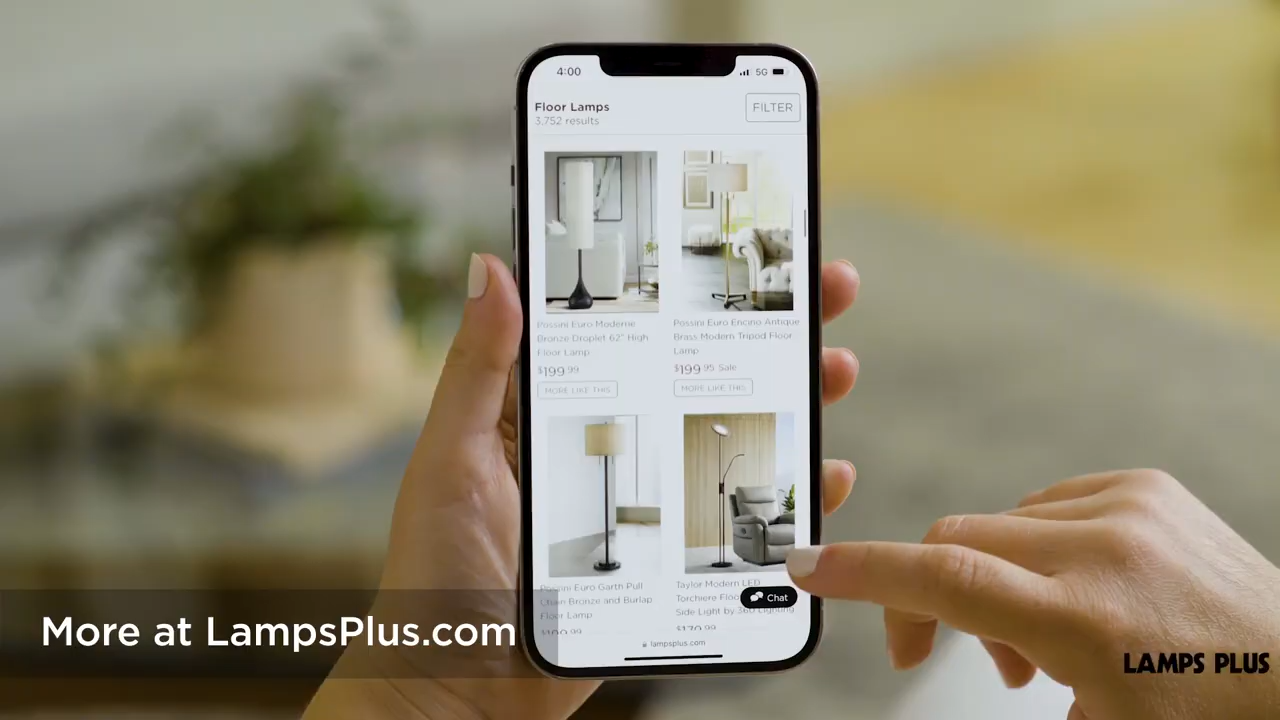 4:00
5G
Floor Lamps
3,752 results
FILTER
Possini Euro Moderne
Bronze Droplet 62" High
Floor Lamp
$199.99
MORE LIKE THIS
Possini Euro Encino Antique
Brass Modern Tripod Floor
Lamp
$199.95 Sale
MORE LIKE THIS
Possini Euro Garth Pull
Chain Bronze and Burlap
Floor Lamp
Taylor Modern LED
Torchiere Floo
Side Light by 360 Lighting
$179.99
Chat
lampsplus.com
More at LampsPlus.com
LAMPS PLUS